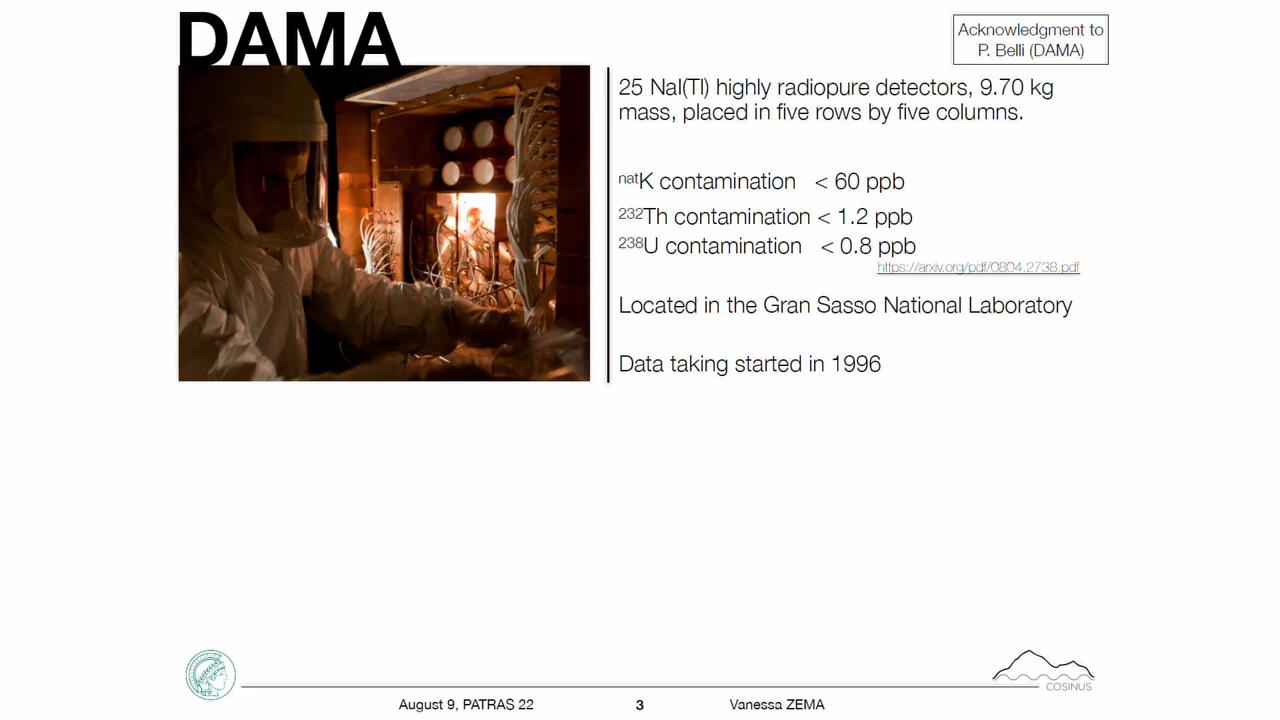 DAMA
Acknowledgment to
P. Belli (DAMA)
25 NaI(Tl) highly radiopure detectors, 9.70 kg
mass, placed in five rows by five columns.
natK contamination < 60 ppb
232Th contamination < 1.2 ppb
238U contamination < 0.8 ppb
https://arxiv.org/pdf/0804.2738.pdf
Located in the Gran Sasso National Laboratory
Data taking started in 1996
COSINUS
August 9, PATRAS 22
3
Vanessa ZEMA